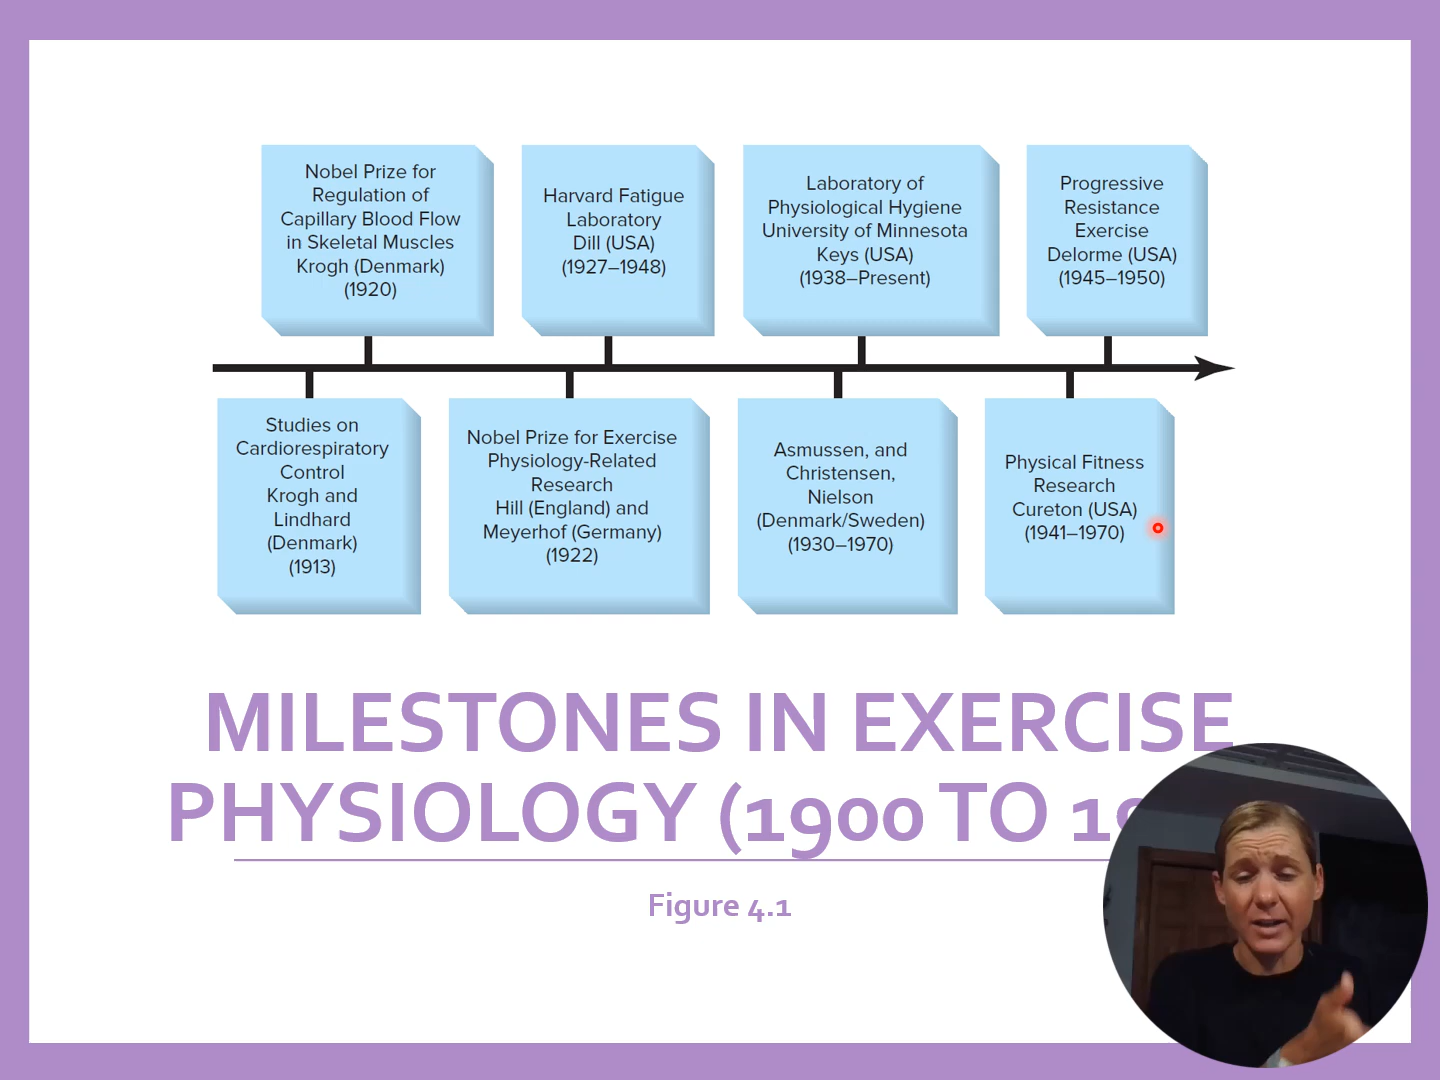 Nobel Prize for
Regulation of
Capillary Blood Flow
in Skeletal Muscles
Krogh (Denmark)
(1920)
Harvard Fatigue
Laboratory
Dill (USA)
(1927–1948)
Laboratory of
Physiological Hygiene
University of Minnesota
Keys (USA)
(1938–Present)
Progressive
Resistance
Exercise
Delorme (USA)
(1945–1950)
Studies on
Cardiorespiratory
Control
Krogh and
Lindhard
(Denmark)
(1913)
Nobel Prize for Exercise
Physiology-Related
Research
Hill (England) and
Meyerhof (Germany)
(1922)
Asmussen, and
Christensen,
Nielson
(Denmark/Sweden)
(1930–1970)
Physical Fitness
Research
Cureton (USA)
(1941–1970)
MILESTONES IN EXERCISE
PHYSIOLOGY (1900 TO
Figure 4.1